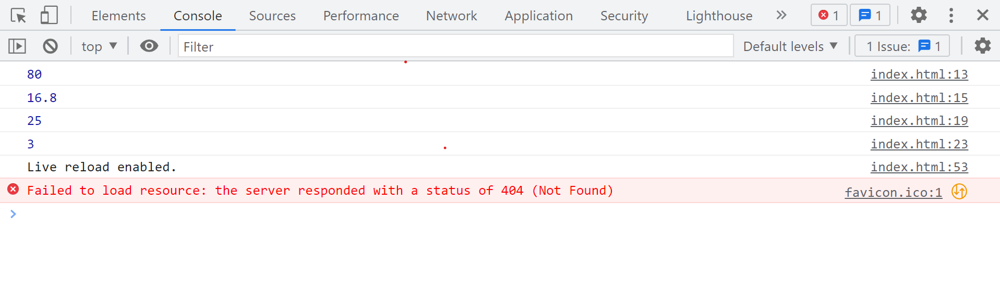 Elements Console Sources Performance Network Application Security Lighthouse 1 1
top Filter Default levels 1 Issue: 1
80 index.html:13
16.8 index.html:15
25 index.html:19
3 index.html:23
Live reload enabled. index.html:53
Failed to load resource: the server responded with a status of 404 (Not Found) favicon.ico:1